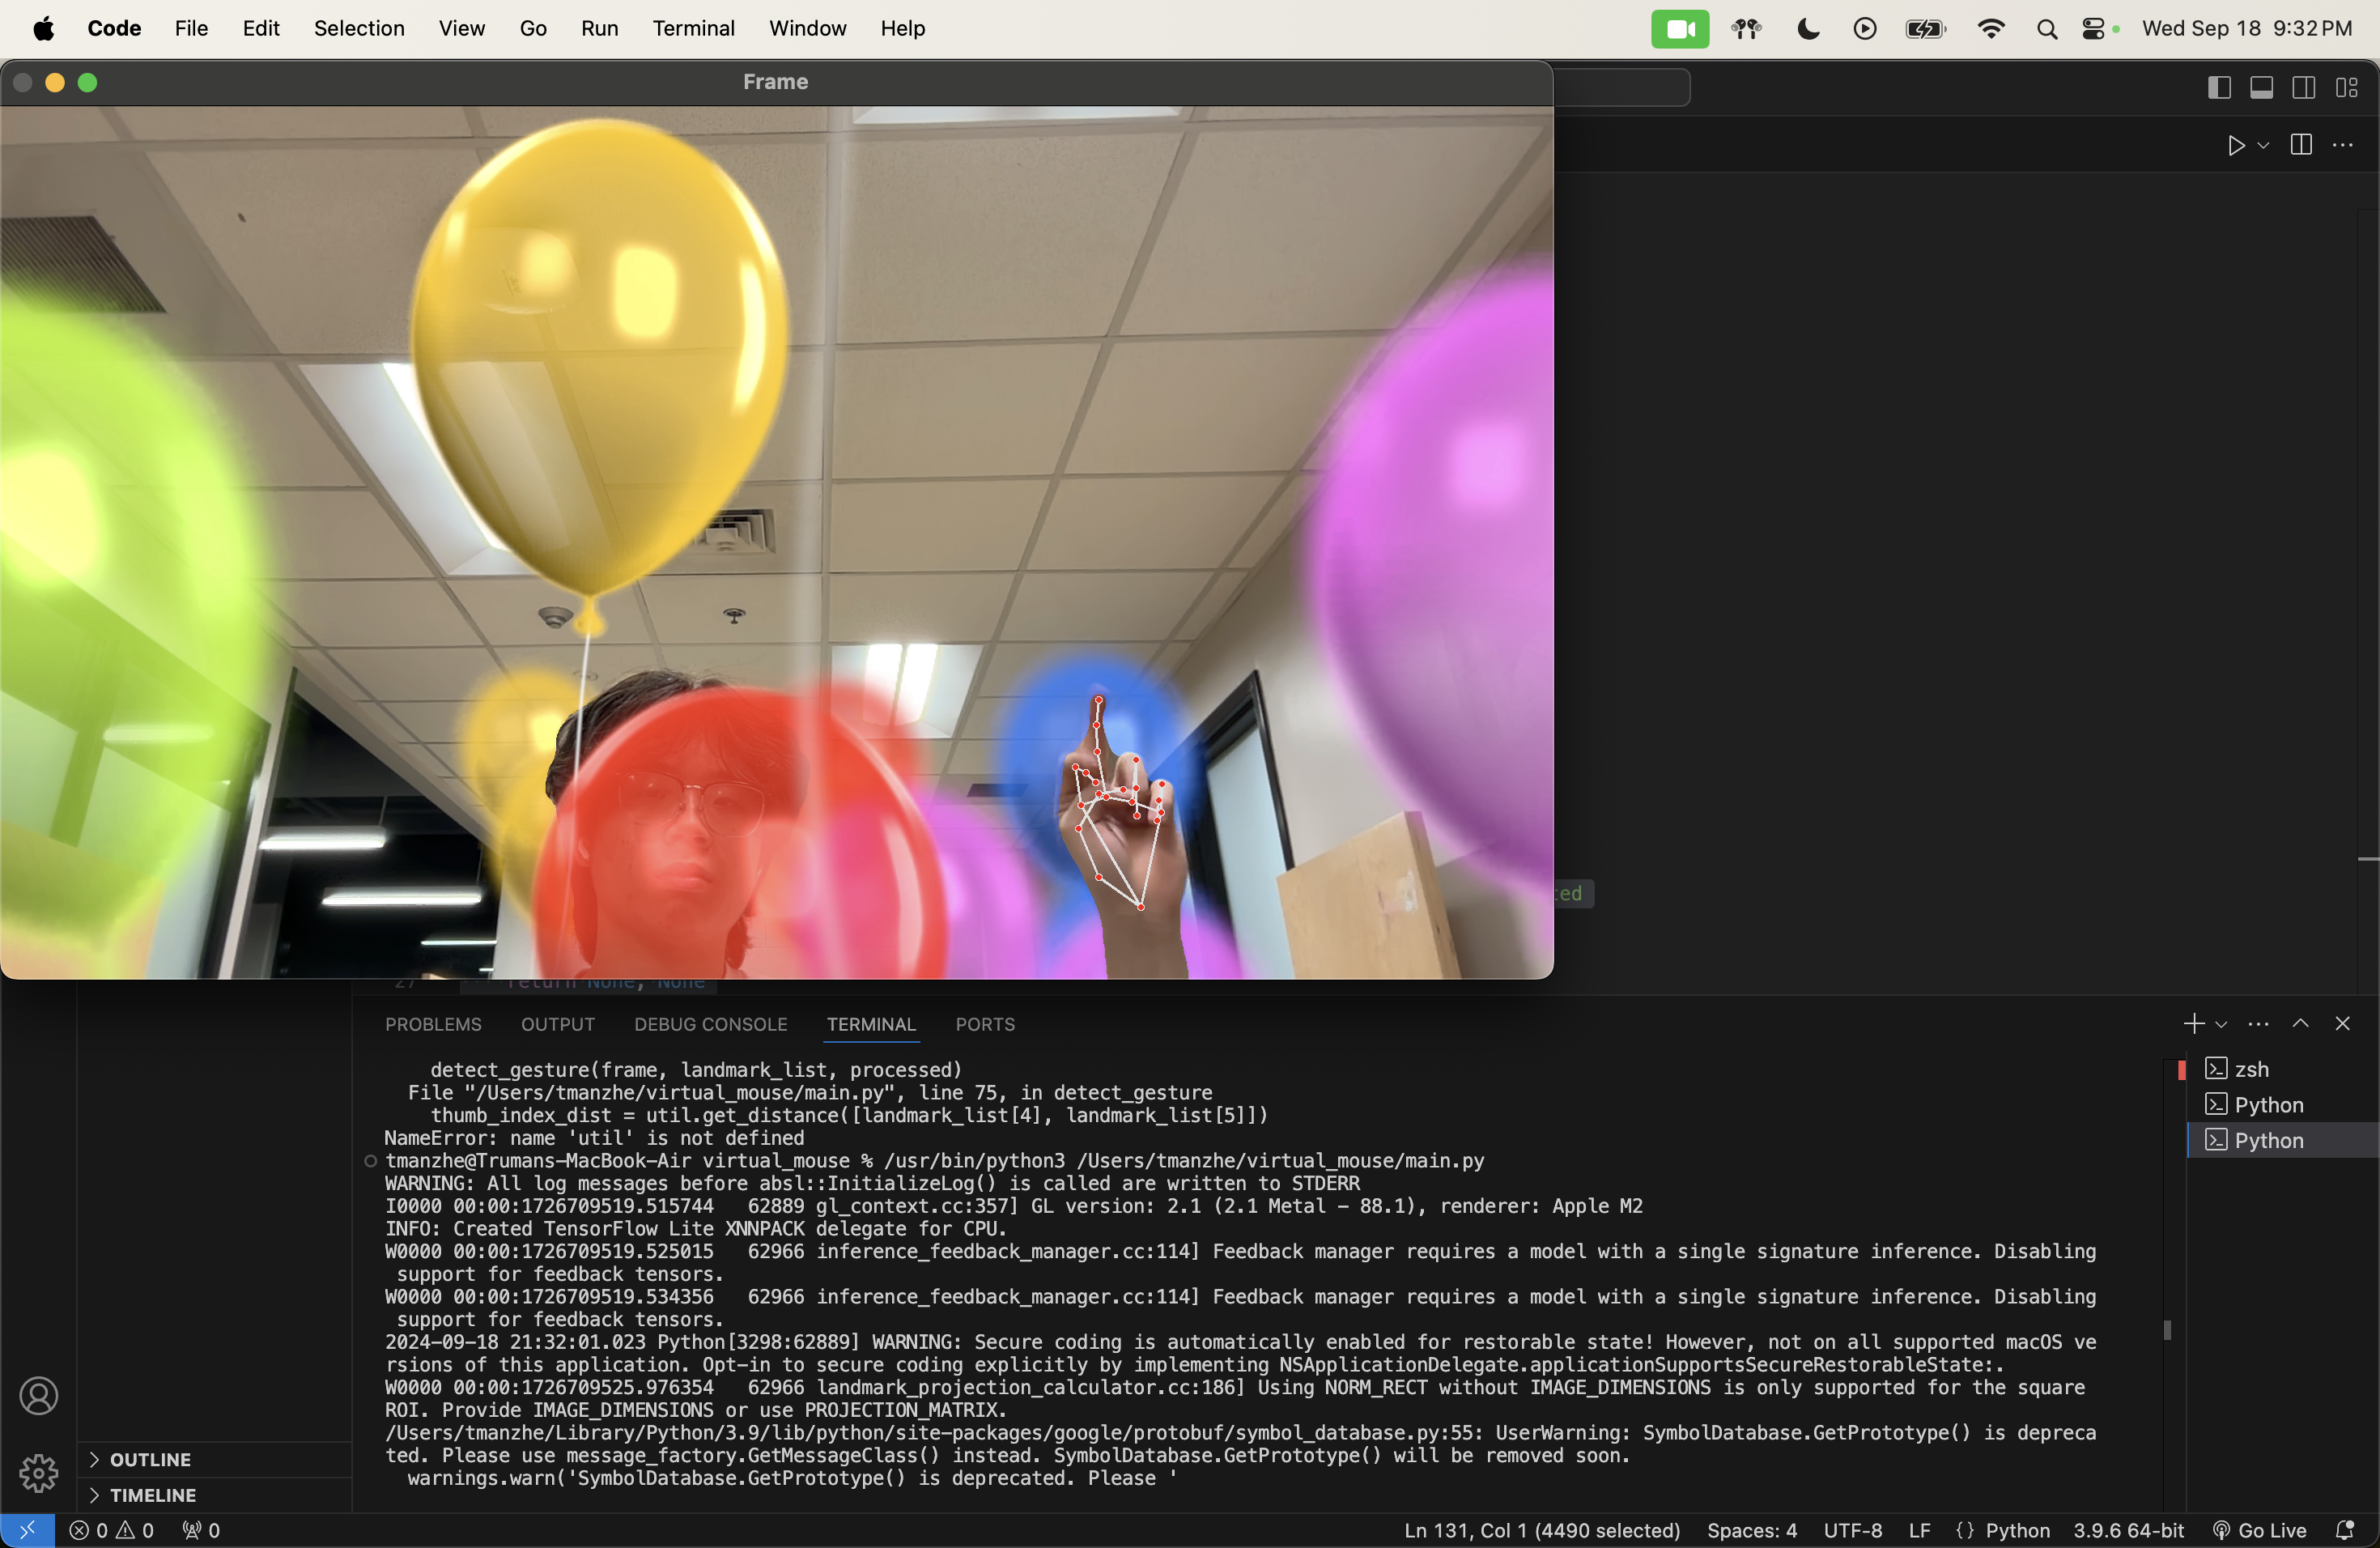 Code File Edit Selection View Go Run Terminal Window Help Wed Sep 18 9:32 PM
Frame
ted
27 return None, None
PROBLEMS OUTPUT DEBUG CONSOLE TERMINAL PORTS
detect_gesture(frame, landmark_list, processed)
File "/Users/tmanzhe/virtual_mouse/main.py", line 75, in detect_gesture
thumb_index_dist = util.get_distance([landmark_list[4], landmark_list[5]])
NameError: name 'util' is not defined
tmanzhe@Trumans-MacBook-Air virtual_mouse % /usr/bin/python3 /Users/tmanzhe/virtual_mouse/main.py
WARNING: All log messages before absl::InitializeLog() is called are written to STDERR
I0000 00:00:1726709519.515744 62889 gl_context.cc:357] GL version: 2.1 (2.1 Metal - 88.1), renderer: Apple M2
INFO: Created TensorFlow Lite XNNPACK delegate for CPU.
W0000 00:00:1726709519.525015 62966 inference_feedback_manager.cc:114] Feedback manager requires a model with a single signature inference. Disabling
support for feedback tensors.
W0000 00:00:1726709519.534356 62966 inference_feedback_manager.cc:114] Feedback manager requires a model with a single signature inference. Disabling
support for feedback tensors.
2024-09-18 21:32:01.023 Python[3298:62889] WARNING: Secure coding is automatically enabled for restorable state! However, not on all supported macOS ve
rsions of this application. Opt-in to secure coding explicitly by implementing NSApplicationDelegate.applicationSupportsSecureRestorableState:.
W0000 00:00:1726709525.976354 62966 landmark_projection_calculator.cc:186] Using NORM_RECT without IMAGE_DIMENSIONS is only supported for the square
ROI. Provide IMAGE_DIMENSIONS or use PROJECTION_MATRIX.
/Users/tmanzhe/Library/Python/3.9/lib/python/site-packages/google/protobuf/symbol_database.py:55: UserWarning: SymbolDatabase.GetPrototype() is depreca
ted. Please use message_factory.GetMessageClass() instead. SymbolDatabase.GetPrototype() will be removed soon.
warnings.warn('SymbolDatabase.GetPrototype() is deprecated. Please '
zsh
Python
Python
OUTLINE
TIMELINE
0 0 0 Ln 131, Col 1 (4490 selected) Spaces: 4 UTF-8 LF {} Python 3.9.6 64-bit Go Live